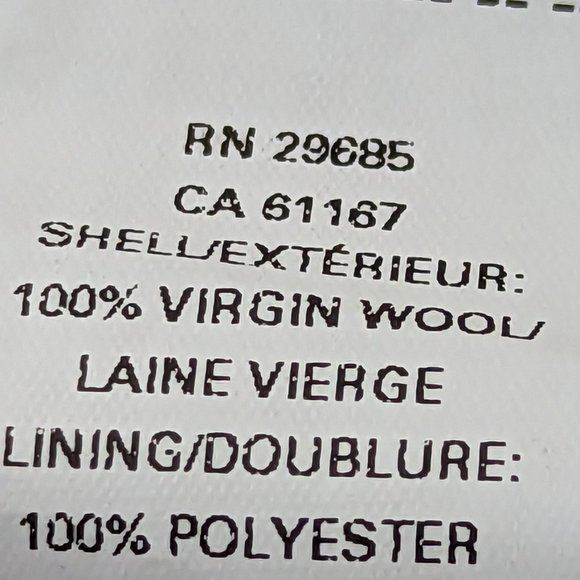 RN 29685
CA 61167
SHELL/EXTÉRIEUR:
100% VIRGIN WOOL/
LAINE VIERGE
LINING/DOUBLURE:
100% POLYESTER